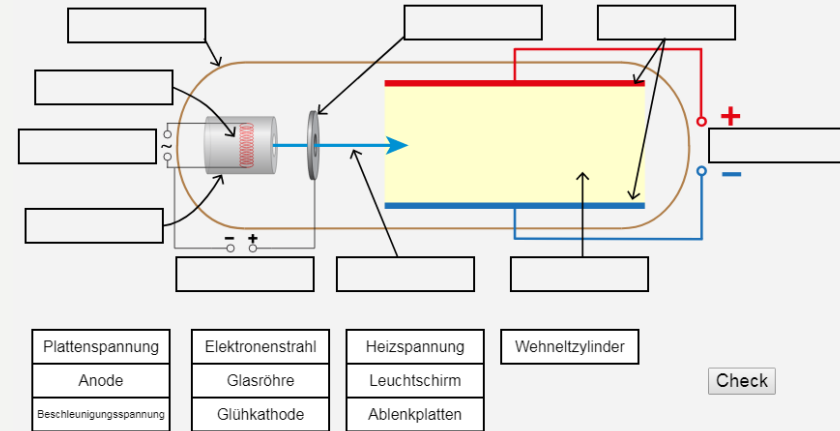 +
~
−
− +
Plattenspannung Elektronenstrahl Heizspannung Wehneltzylinder
Anode Glasröhre Leuchtschirm
Beschleunigungsspannung Glühkathode Ablenkplatten
Check